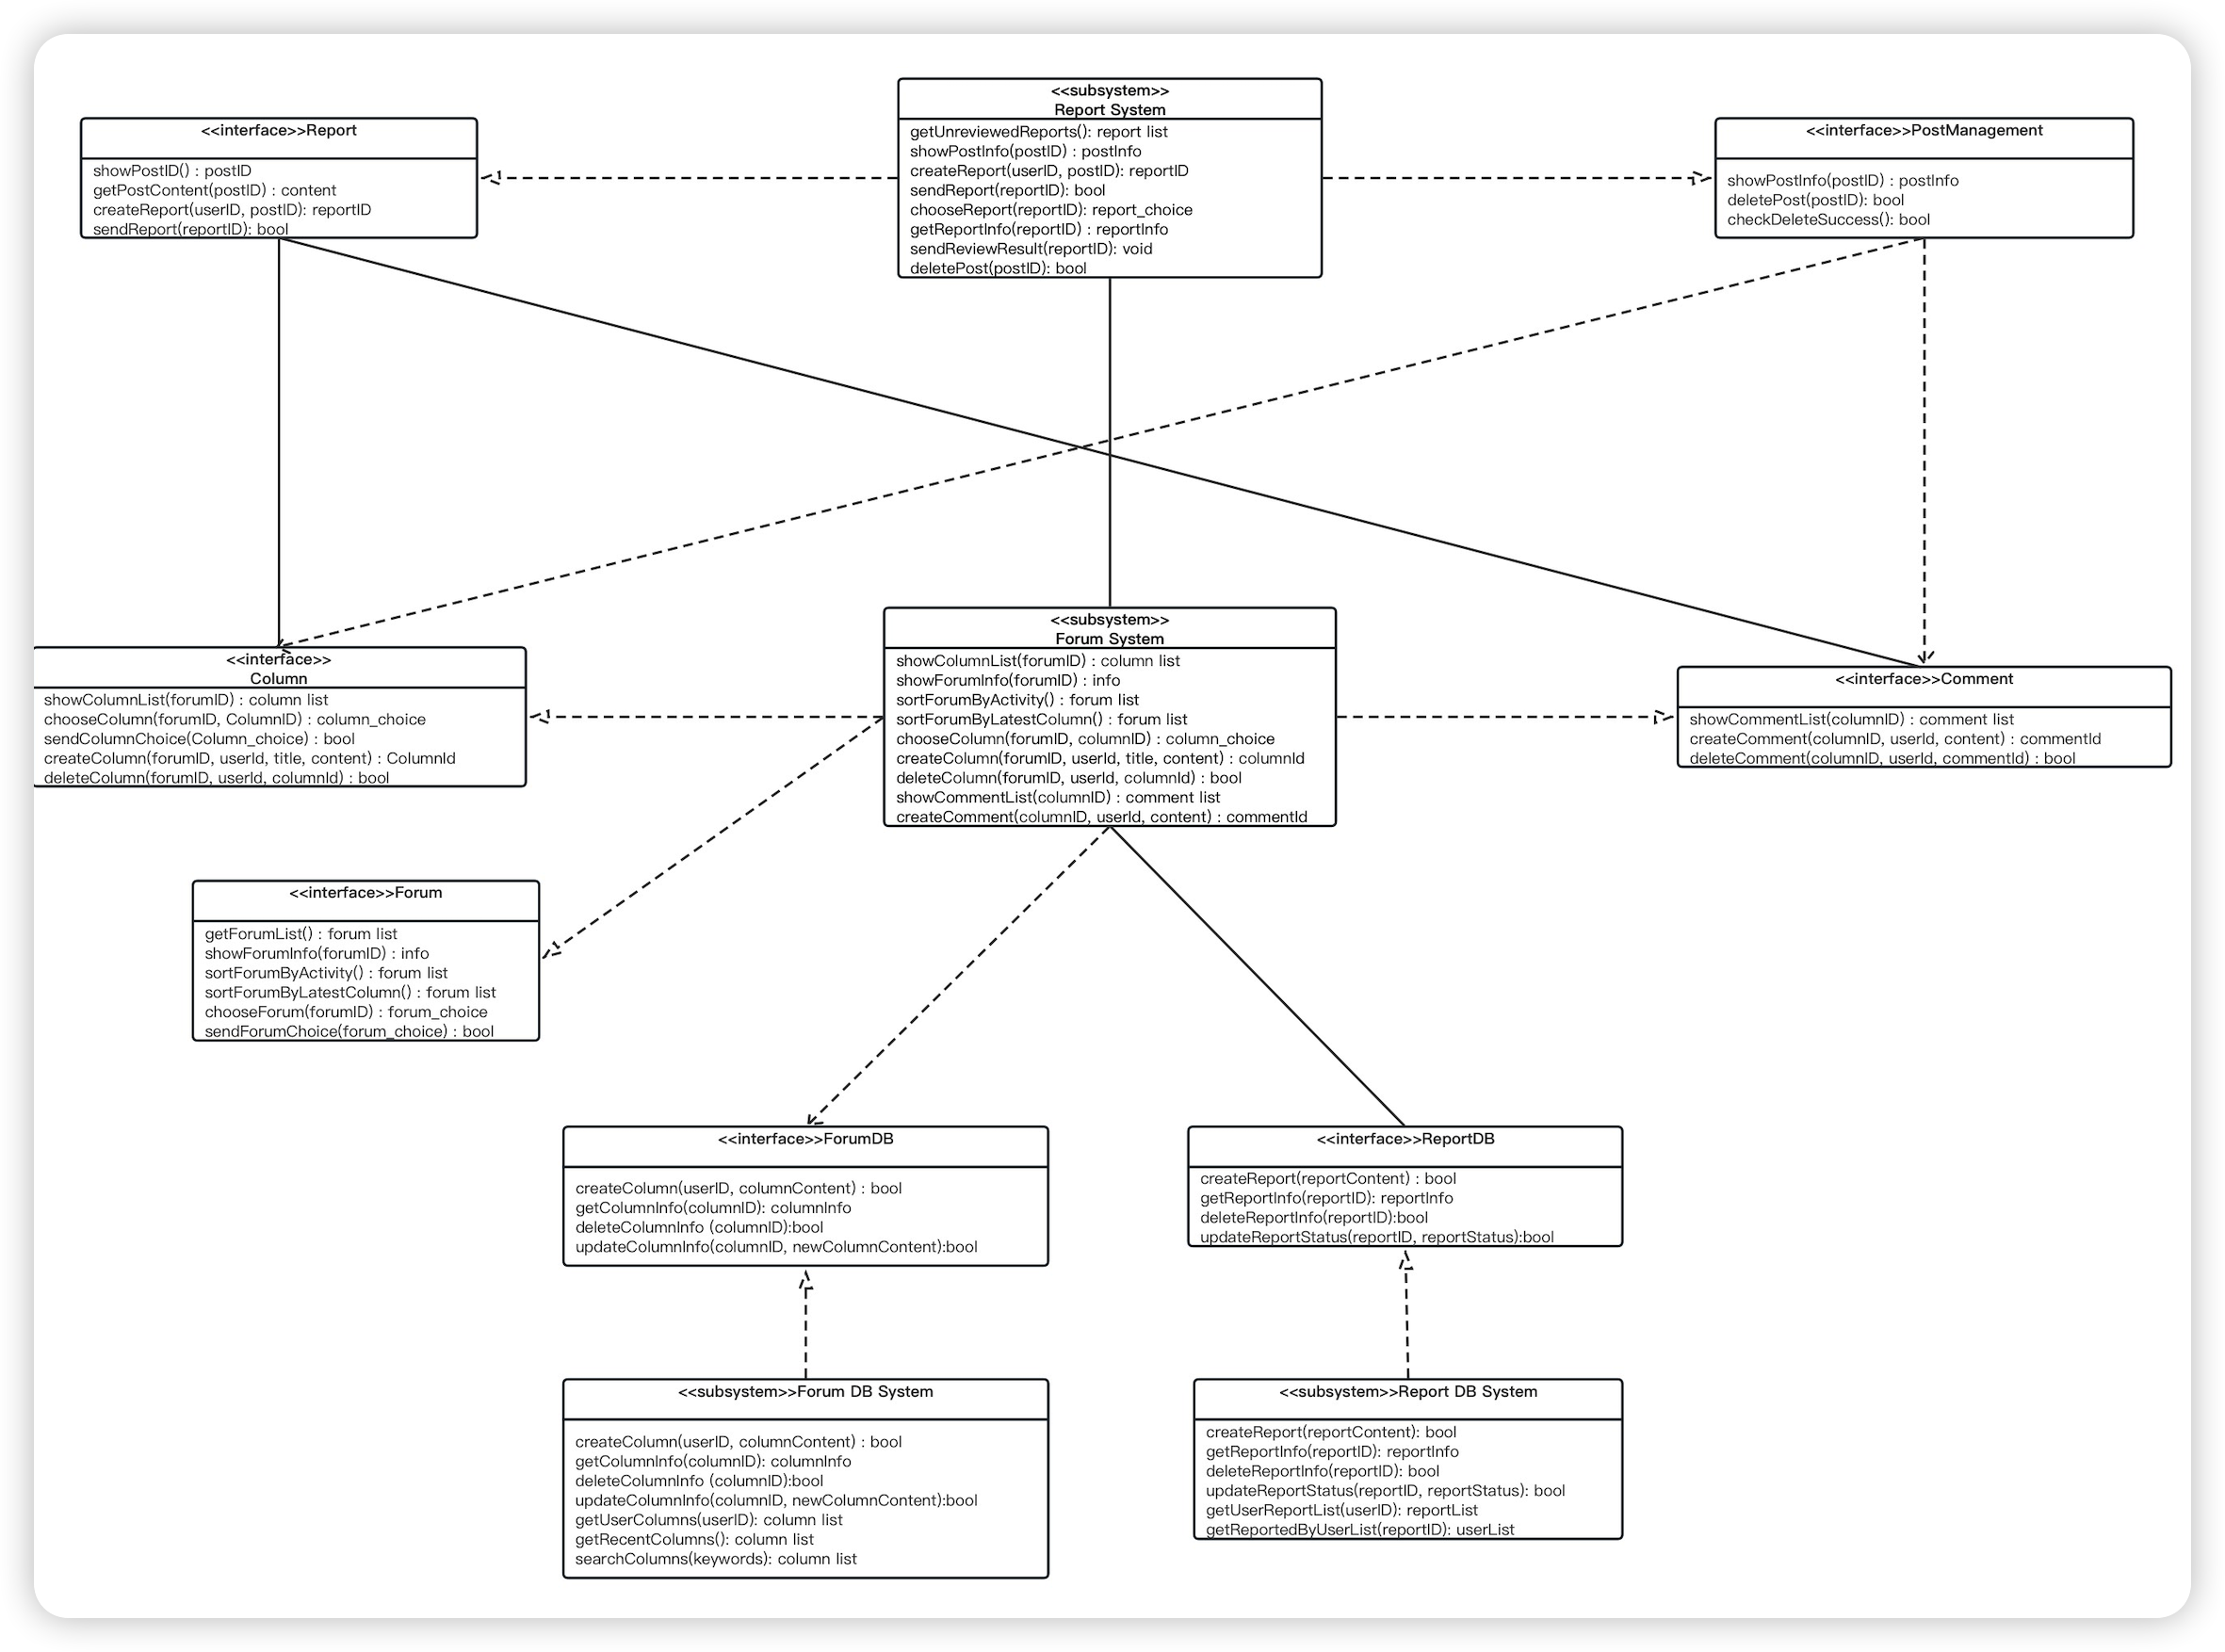 <<subsystem>>
Report System
getUnreviewedReports(): report list
showPostInfo(postID) : postInfo
createReport(userID, postID): reportID
sendReport(reportID): bool
chooseReport(reportID): report_choice
getReportInfo(reportID) : reportInfo
sendReviewResult(reportID): void
deletePost(postID): bool
<<interface>>Report
showPostID() : postID
getPostContent(postID) : content
createReport(userID, postID): reportID
sendReport(reportID): bool
<<interface>>PostManagement
showPostInfo(postID) : postInfo
deletePost(postID): bool
checkDeleteSuccess(): bool
<<subsystem>>
Forum System
showColumnList(forumID) : column list
showForumInfo(forumID) : info
sortForumByActivity() : forum list
sortForumByLatestColumn() : forum list
chooseColumn(forumID, columnID) : column_choice
createColumn(forumID, userId, title, content) : columnId
deleteColumn(forumID, userId, columnId) : bool
showCommentList(columnID) : comment list
createComment(columnID, userId, content) : commentId
<<interface>>
Column
showColumnList(forumID) : column list
chooseColumn(forumID, ColumnID) : column_choice
sendColumnChoice(Column_choice) : bool
createColumn(forumID, userId, title, content) : ColumnId
deleteColumn(forumID, userId, columnId) : bool
<<interface>>Comment
showCommentList(columnID) : comment list
createComment(columnID, userId, content) : commentId
deleteComment(columnID, userId, commentId) : bool
<<interface>>Forum
getForumList() : forum list
showForumInfo(forumID) : info
sortForumByActivity() : forum list
sortForumByLatestColumn() : forum list
chooseForum(forumID) : forum_choice
sendForumChoice(forum_choice) : bool
<<interface>>ForumDB
createColumn(userID, columnContent) : bool
getColumnInfo(columnID): columnInfo
deleteColumnInfo (columnID):bool
updateColumnInfo(columnID, newColumnContent):bool
<<interface>>ReportDB
createReport(reportContent) : bool
getReportInfo(reportID): reportInfo
deleteReportInfo(reportID):bool
updateReportStatus(reportID, reportStatus):bool
<<subsystem>>Forum DB System
createColumn(userID, columnContent) : bool
getColumnInfo(columnID): columnInfo
deleteColumnInfo (columnID):bool
updateColumnInfo(columnID, newColumnContent):bool
getUserColumns(userID): column list
getRecentColumns(): column list
searchColumns(keywords): column list
<<subsystem>>Report DB System
createReport(reportContent): bool
getReportInfo(reportID): reportInfo
deleteReportInfo(reportID): bool
updateReportStatus(reportID, reportStatus): bool
getUserReportList(userID): reportList
getReportedByUserList(reportID): userList